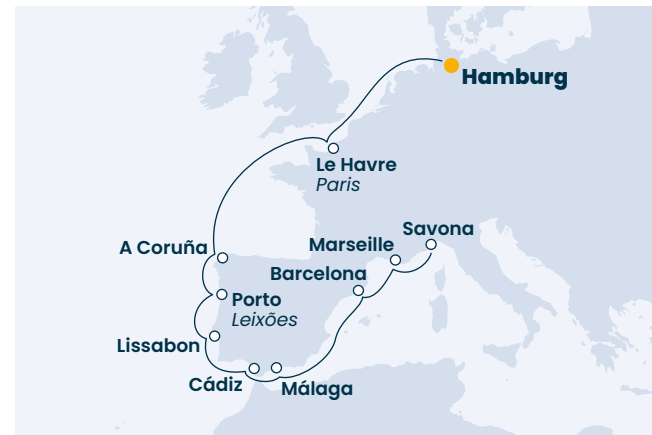 Hamburg
Le Havre
Paris
Savona
A Coruña
Marseille
Barcelona
Porto
Leixões
Lissabon
Cádiz
Málaga